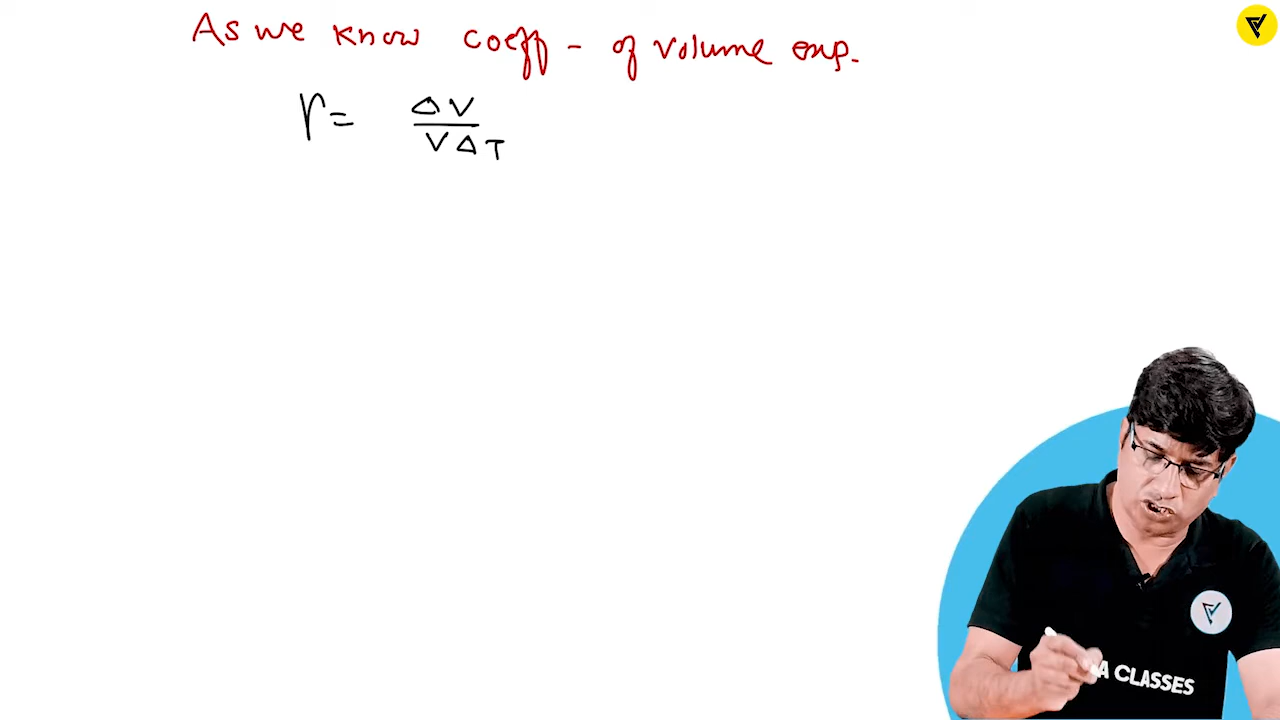 As we know coeff - of volume exp.
γ = ΔV / VΔT
A CLASSES